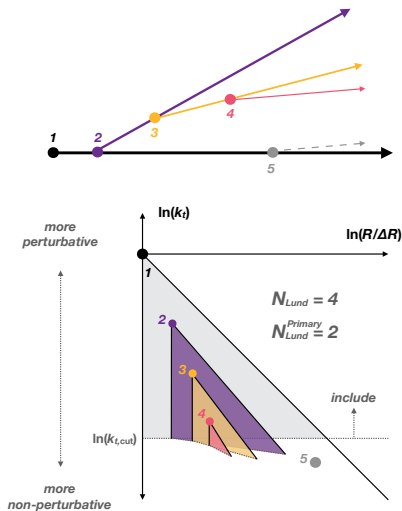 1
2
3
4
5
ln(k_t)
more
perturbative
ln(R/ΔR)
1
N_Lund = 4
N_Lund^Primary = 2
2
3
include
4
ln(k_t,cut)
5
more
non-perturbative